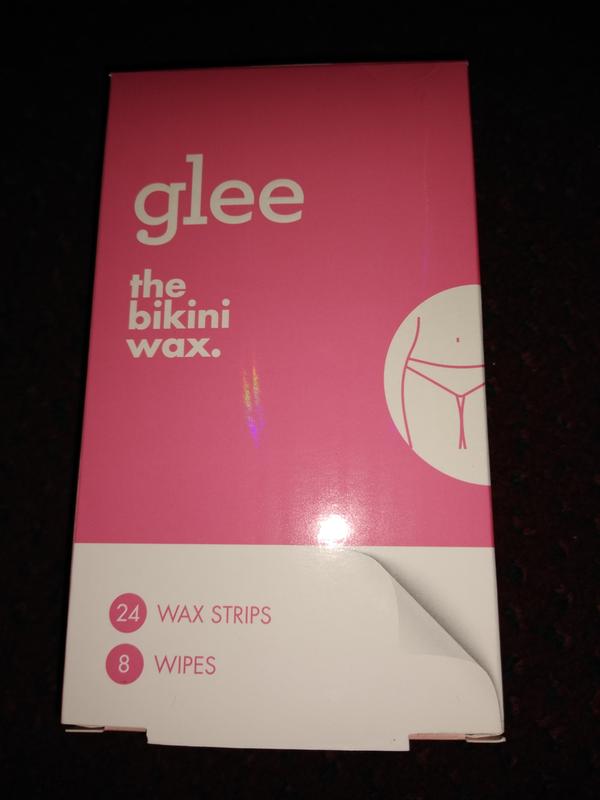 glee
the
bikini
wax.
24 WAX STRIPS
8 WIPES